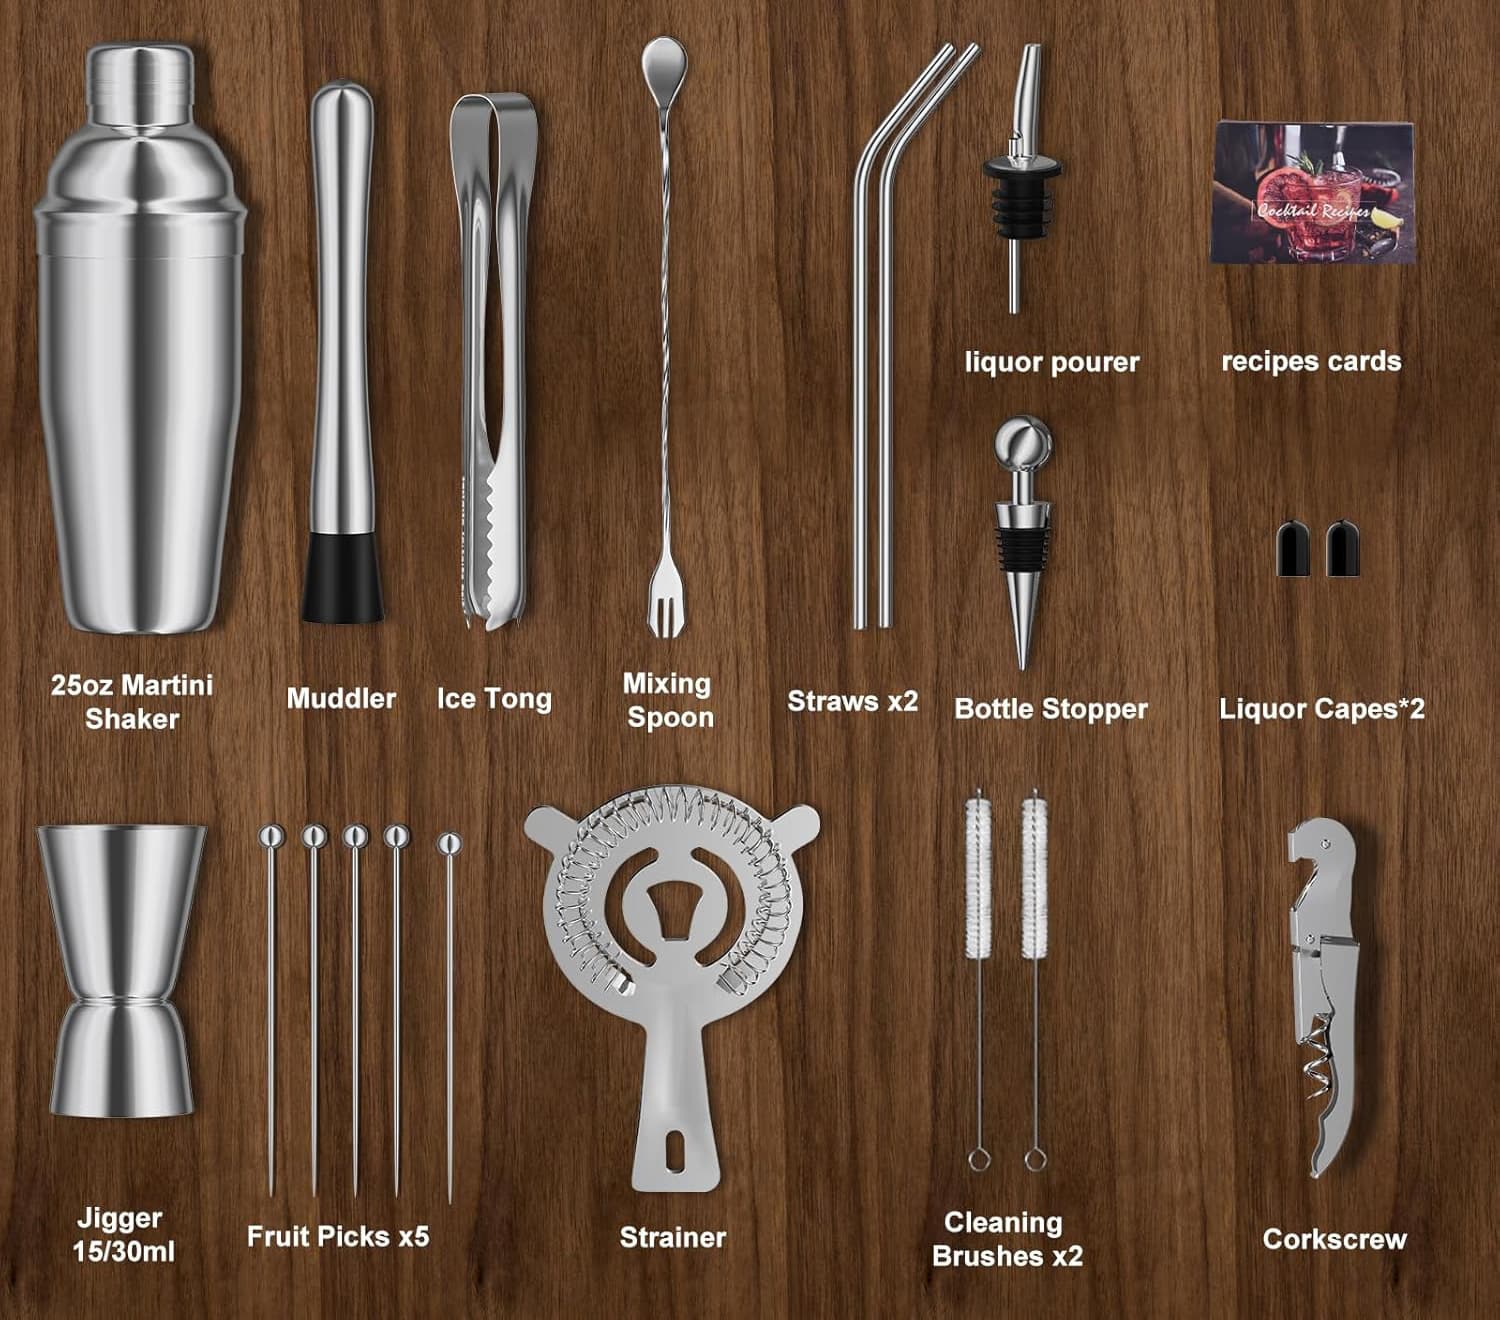 Cocktail Recipes
liquor pourer
recipes cards
25oz Martini
Shaker
Muddler
Ice Tong
Mixing
Spoon
Straws x2
Bottle Stopper
Liquor Capes*2
Jigger
15/30ml
Fruit Picks x5
Strainer
Cleaning
Brushes x2
Corkscrew